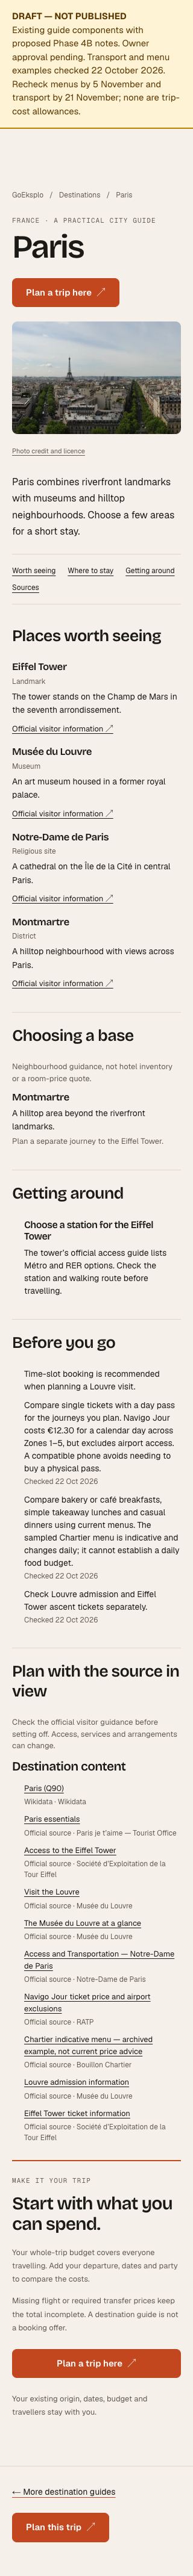 DRAFT — NOT PUBLISHED
Existing guide components with
proposed Phase 4B notes. Owner
approval pending. Transport and menu
examples checked 22 October 2026.
Recheck menus by 5 November and
transport by 21 November; none are trip-
cost allowances.
GoEksplo / Destinations / Paris
FRANCE · A PRACTICAL CITY GUIDE
Paris
Plan a trip here ↗
Photo credit and licence
Paris combines riverfront landmarks
with museums and hilltop
neighbourhoods. Choose a few areas
for a short stay.
Worth seeing Where to stay Getting around
Sources
Places worth seeing
Eiffel Tower
Landmark
The tower stands on the Champ de Mars in
the seventh arrondissement.
Official visitor information ↗
Musée du Louvre
Museum
An art museum housed in a former royal
palace.
Official visitor information ↗
Notre-Dame de Paris
Religious site
A cathedral on the Île de la Cité in central
Paris.
Official visitor information ↗
Montmartre
District
A hilltop neighbourhood with views across
Paris.
Official visitor information ↗
Choosing a base
Neighbourhood guidance, not hotel inventory
or a room-price quote.
Montmartre
A hilltop area beyond the riverfront
landmarks.
Plan a separate journey to the Eiffel Tower.
Getting around
Choose a station for the Eiffel
Tower
The tower's official access guide lists
Métro and RER options. Check the
station and walking route before
travelling.
Before you go
Time-slot booking is recommended
when planning a Louvre visit.
Compare single tickets with a day pass
for the journeys you plan. Navigo Jour
costs €12.30 for a calendar day across
Zones 1–5, but excludes airport access.
A compatible phone avoids needing to
buy a physical pass.
Checked 22 Oct 2026
Compare bakery or café breakfasts,
simple takeaway lunches and casual
dinners using current menus. The
sampled Chartier menu is indicative and
changes daily; it cannot establish a daily
food budget.
Checked 22 Oct 2026
Check Louvre admission and Eiffel
Tower ascent tickets separately.
Checked 22 Oct 2026
Plan with the source in
view
Check the official visitor guidance before
setting off. Access, services and arrangements
can change.
Destination content
Paris (Q90)
Wikidata · Wikidata
Paris essentials
Official source · Paris je t'aime — Tourist Office
Access to the Eiffel Tower
Official source · Société d'Exploitation de la
Tour Eiffel
Visit the Louvre
Official source · Musée du Louvre
The Musée du Louvre at a glance
Official source · Musée du Louvre
Access and Transportation — Notre-Dame
de Paris
Official source · Notre-Dame de Paris
Navigo Jour ticket price and airport
exclusions
Official source · RATP
Chartier indicative menu — archived
example, not current price advice
Official source · Bouillon Chartier
Louvre admission information
Official source · Musée du Louvre
Eiffel Tower ticket information
Official source · Société d'Exploitation de la
Tour Eiffel
MAKE IT YOUR TRIP
Start with what you
can spend.
Your whole-trip budget covers everyone
travelling. Add your departure, dates and party
to compare the costs.
Missing flight or required transfer prices keep
the total incomplete. A destination guide is not
a booking offer.
Plan a trip here ↗
Your existing origin, dates, budget and
travellers stay with you.
← More destination guides
Plan this trip ↗